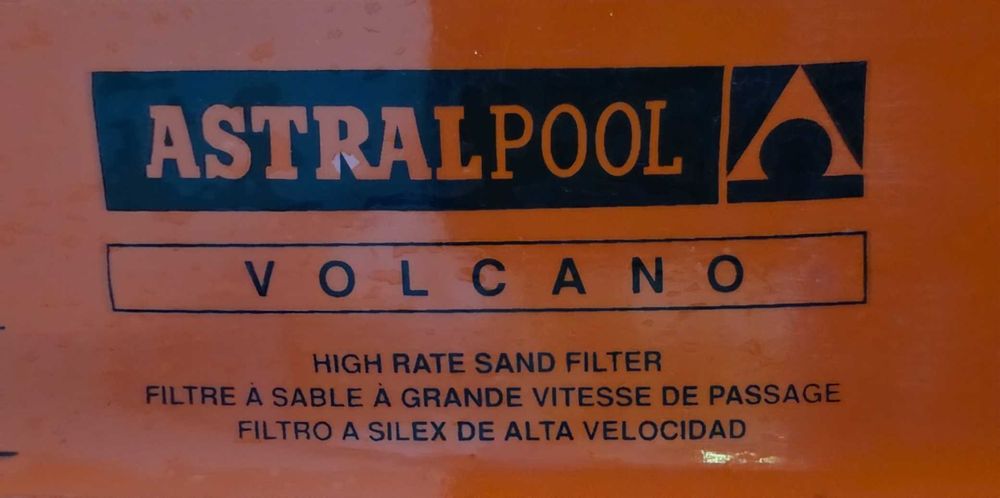 ASTRALPOOL
VOLCANO
HIGH RATE SAND FILTER
FILTRE À SABLE À GRANDE VITESSE DE PASSAGE
FILTRO A SILEX DE ALTA VELOCIDAD